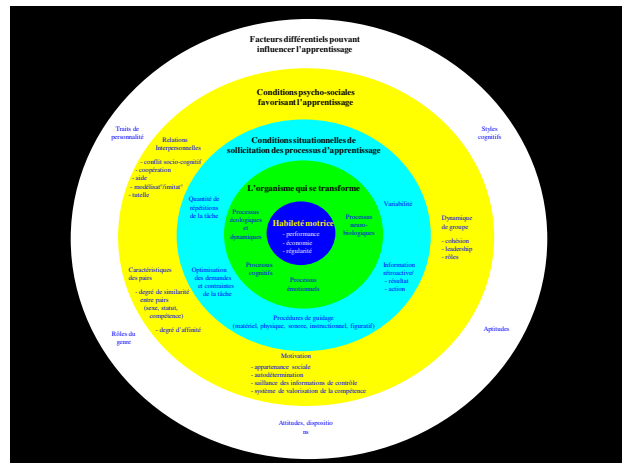 Facteurs différentiels pouvant
influencer l'apprentissage
Conditions psycho-sociales
favorisant l'apprentissage
Traits de
personnalité
Styles
cognitifs
Relations
Interpersonnelles
- conflit socio-cognitif
- coopération
- aide
- modélisat°/imitat°
- tutelle
Conditions situationnelles de
sollicitation des processus d'apprentissage
L'organisme qui se transforme
Quantité de
répétitions de
la tâche
Variabilité
Processus
écologiques
et
dynamiques
Habileté motrice
- performance
- économie
- régularité
Processus
neuro-
biologiques
Dynamique
de groupe
- cohésion
- leadership
- rôles
Processus
cognitifs
Processus
émotionnels
Caractéristiques
des pairs
- degré de similarité
entre pairs
(sexe, statut,
compétence)
- degré d'affinité
Optimisation
des demandes
et contraintes
de la tâche
Information
rétroactive/
- résultat
- action
Procédures de guidage
(matériel, physique, sonore, instructionnel, figuratif)
Rôles du
genre
Aptitudes
Motivation
- appartenance sociale
- autodétermination
- saillance des informations de contrôle
- système de valorisation de la compétence
Attitudes, dispositio
ns